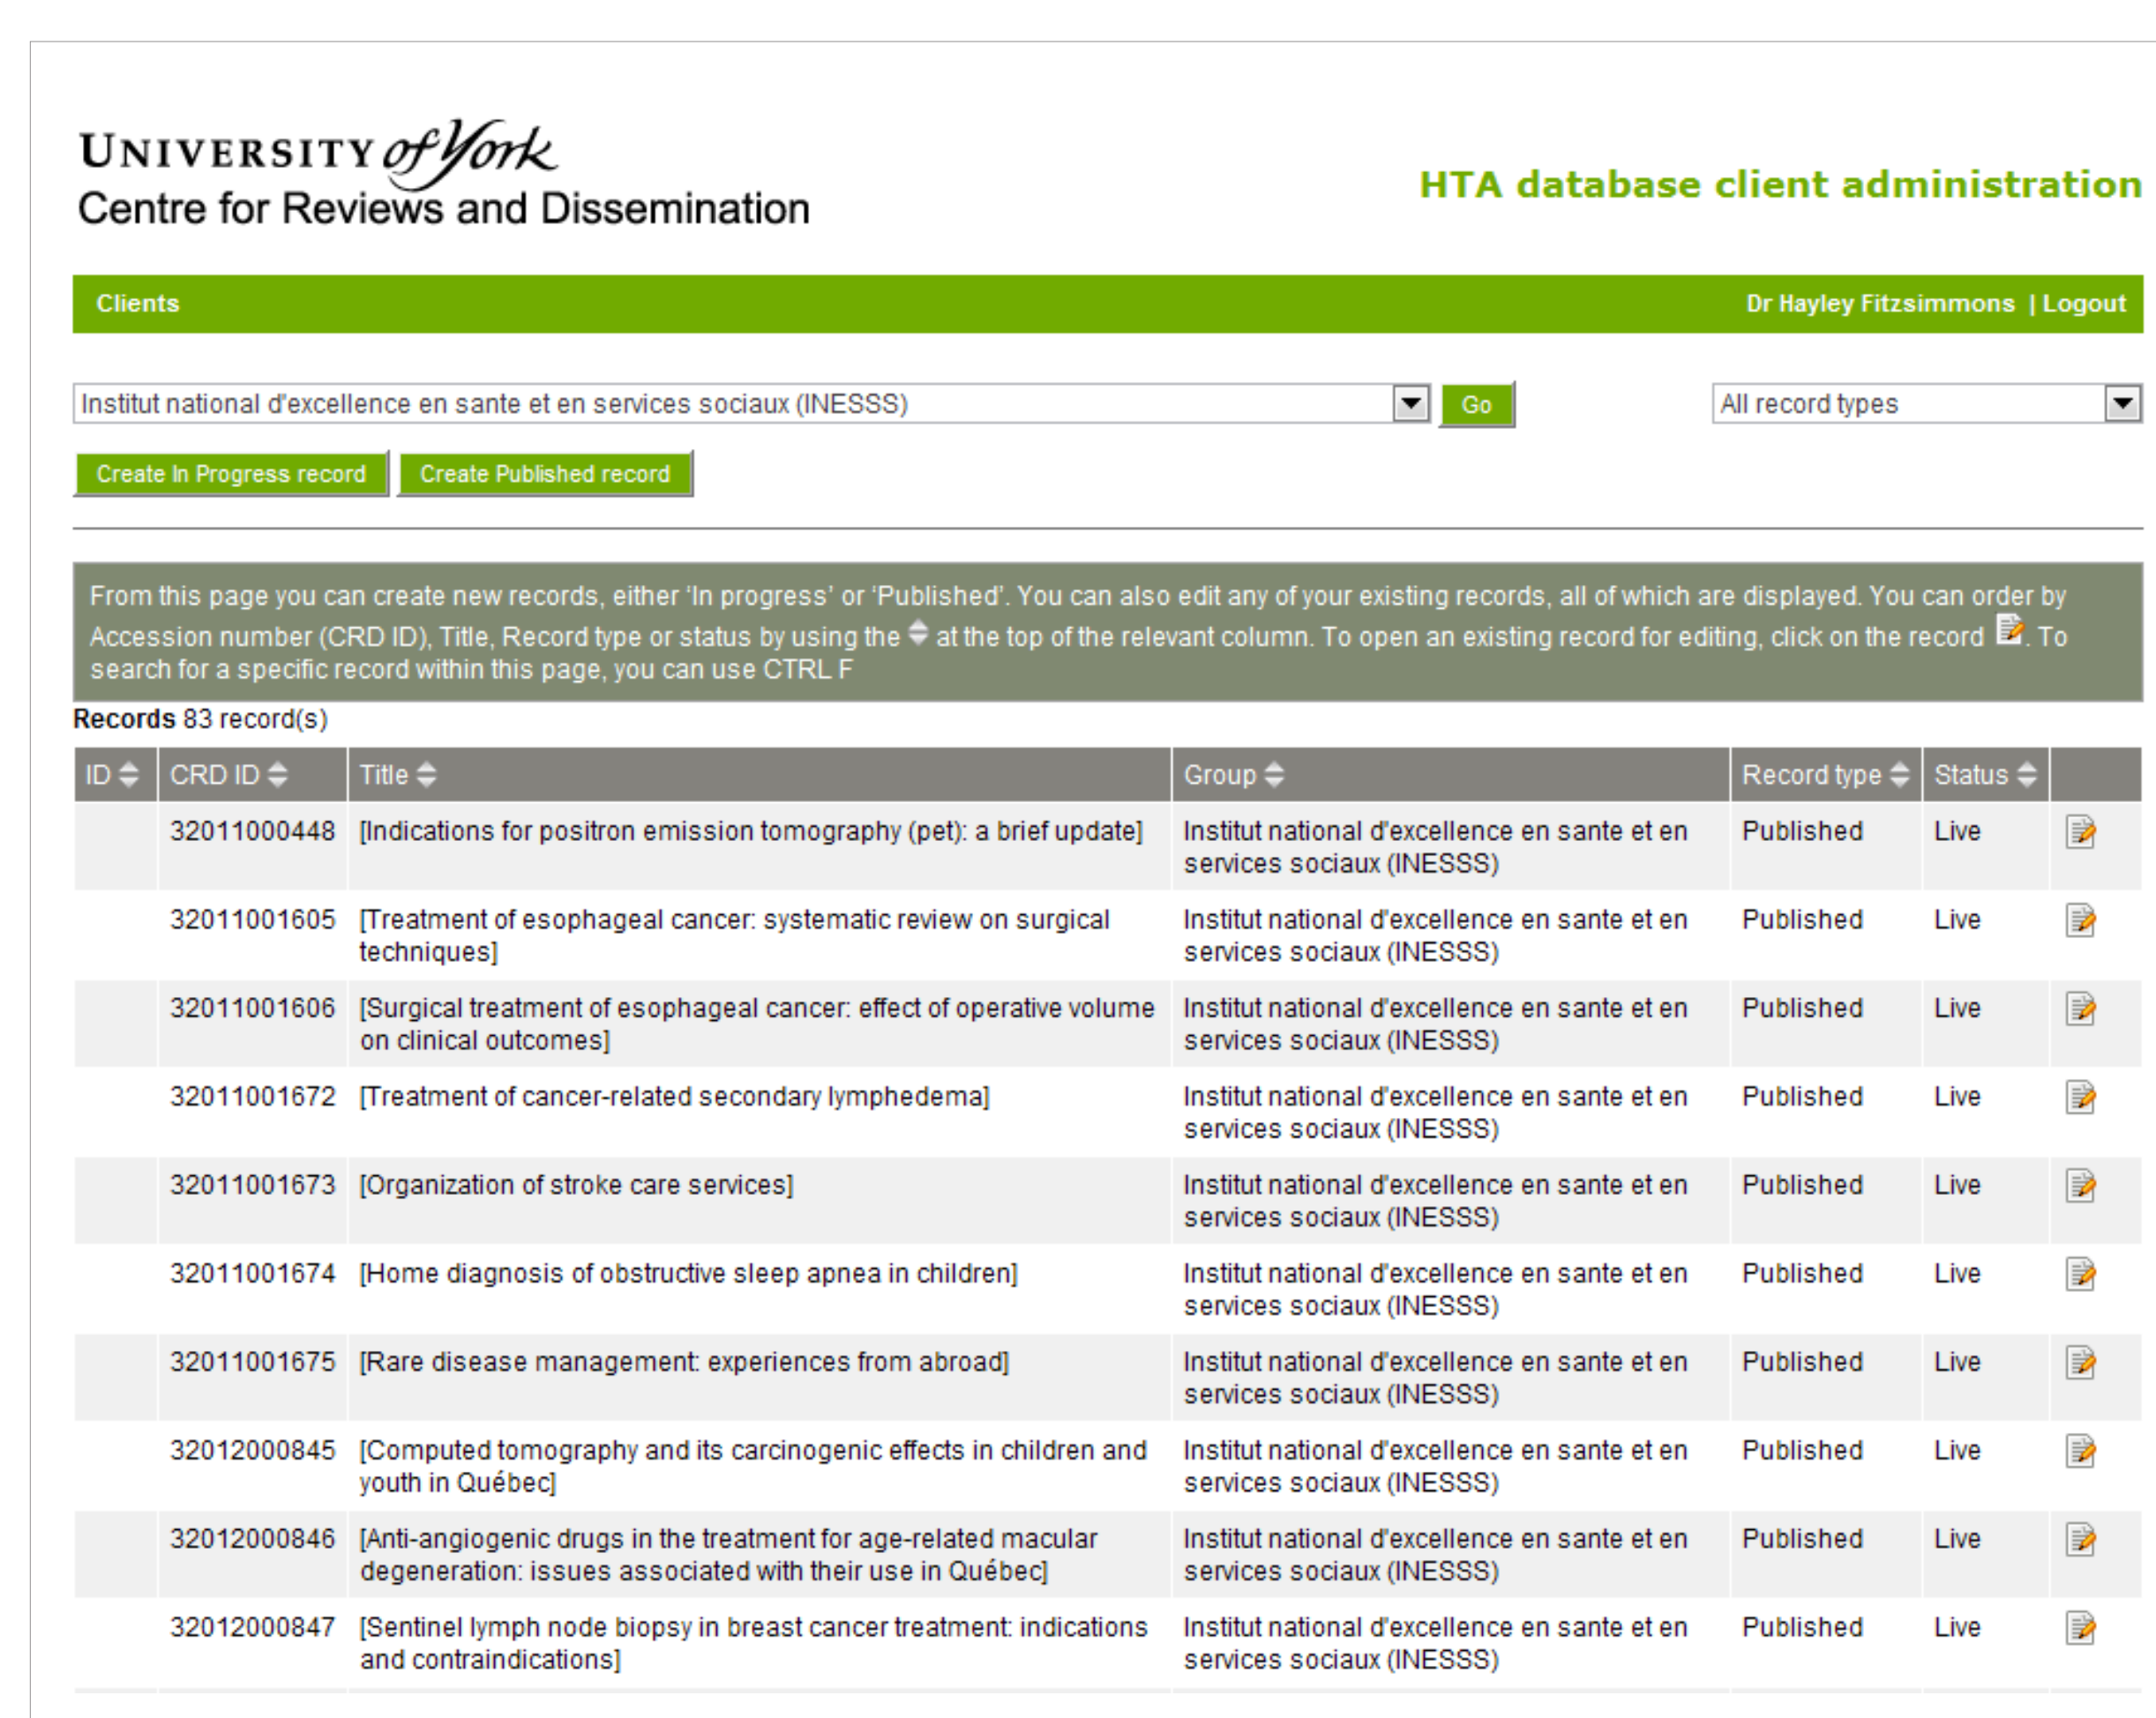 UNIVERSITY of York
Centre for Reviews and Dissemination
HTA database client administration
Clients
Dr Hayley Fitzsimmons | Logout
Institut national d'excellence en sante et en services sociaux (INESSS)
Go
All record types
Create In Progress record
Create Published record
From this page you can create new records, either ‘In progress’ or ‘Published’. You can also edit any of your existing records, all of which are displayed. You can order by
Accession number (CRD ID), Title, Record type or status by using the at the top of the relevant column. To open an existing record for editing, click on the record . To
search for a specific record within this page, you can use CTRL F
Records 83 record(s)
ID CRD ID Title Group Record type Status
32011000448 [Indications for positron emission tomography (pet): a brief update] Institut national d'excellence en sante et en Published Live
services sociaux (INESSS)
32011001605 [Treatment of esophageal cancer: systematic review on surgical Institut national d'excellence en sante et en Published Live
techniques] services sociaux (INESSS)
32011001606 [Surgical treatment of esophageal cancer: effect of operative volume Institut national d'excellence en sante et en Published Live
on clinical outcomes] services sociaux (INESSS)
32011001672 [Treatment of cancer-related secondary lymphedema] Institut national d'excellence en sante et en Published Live
services sociaux (INESSS)
32011001673 [Organization of stroke care services] Institut national d'excellence en sante et en Published Live
services sociaux (INESSS)
32011001674 [Home diagnosis of obstructive sleep apnea in children] Institut national d'excellence en sante et en Published Live
services sociaux (INESSS)
32011001675 [Rare disease management: experiences from abroad] Institut national d'excellence en sante et en Published Live
services sociaux (INESSS)
32012000845 [Computed tomography and its carcinogenic effects in children and Institut national d'excellence en sante et en Published Live
youth in Québec] services sociaux (INESSS)
32012000846 [Anti-angiogenic drugs in the treatment for age-related macular Institut national d'excellence en sante et en Published Live
degeneration: issues associated with their use in Québec] services sociaux (INESSS)
32012000847 [Sentinel lymph node biopsy in breast cancer treatment: indications Institut national d'excellence en sante et en Published Live
and contraindications] services sociaux (INESSS)